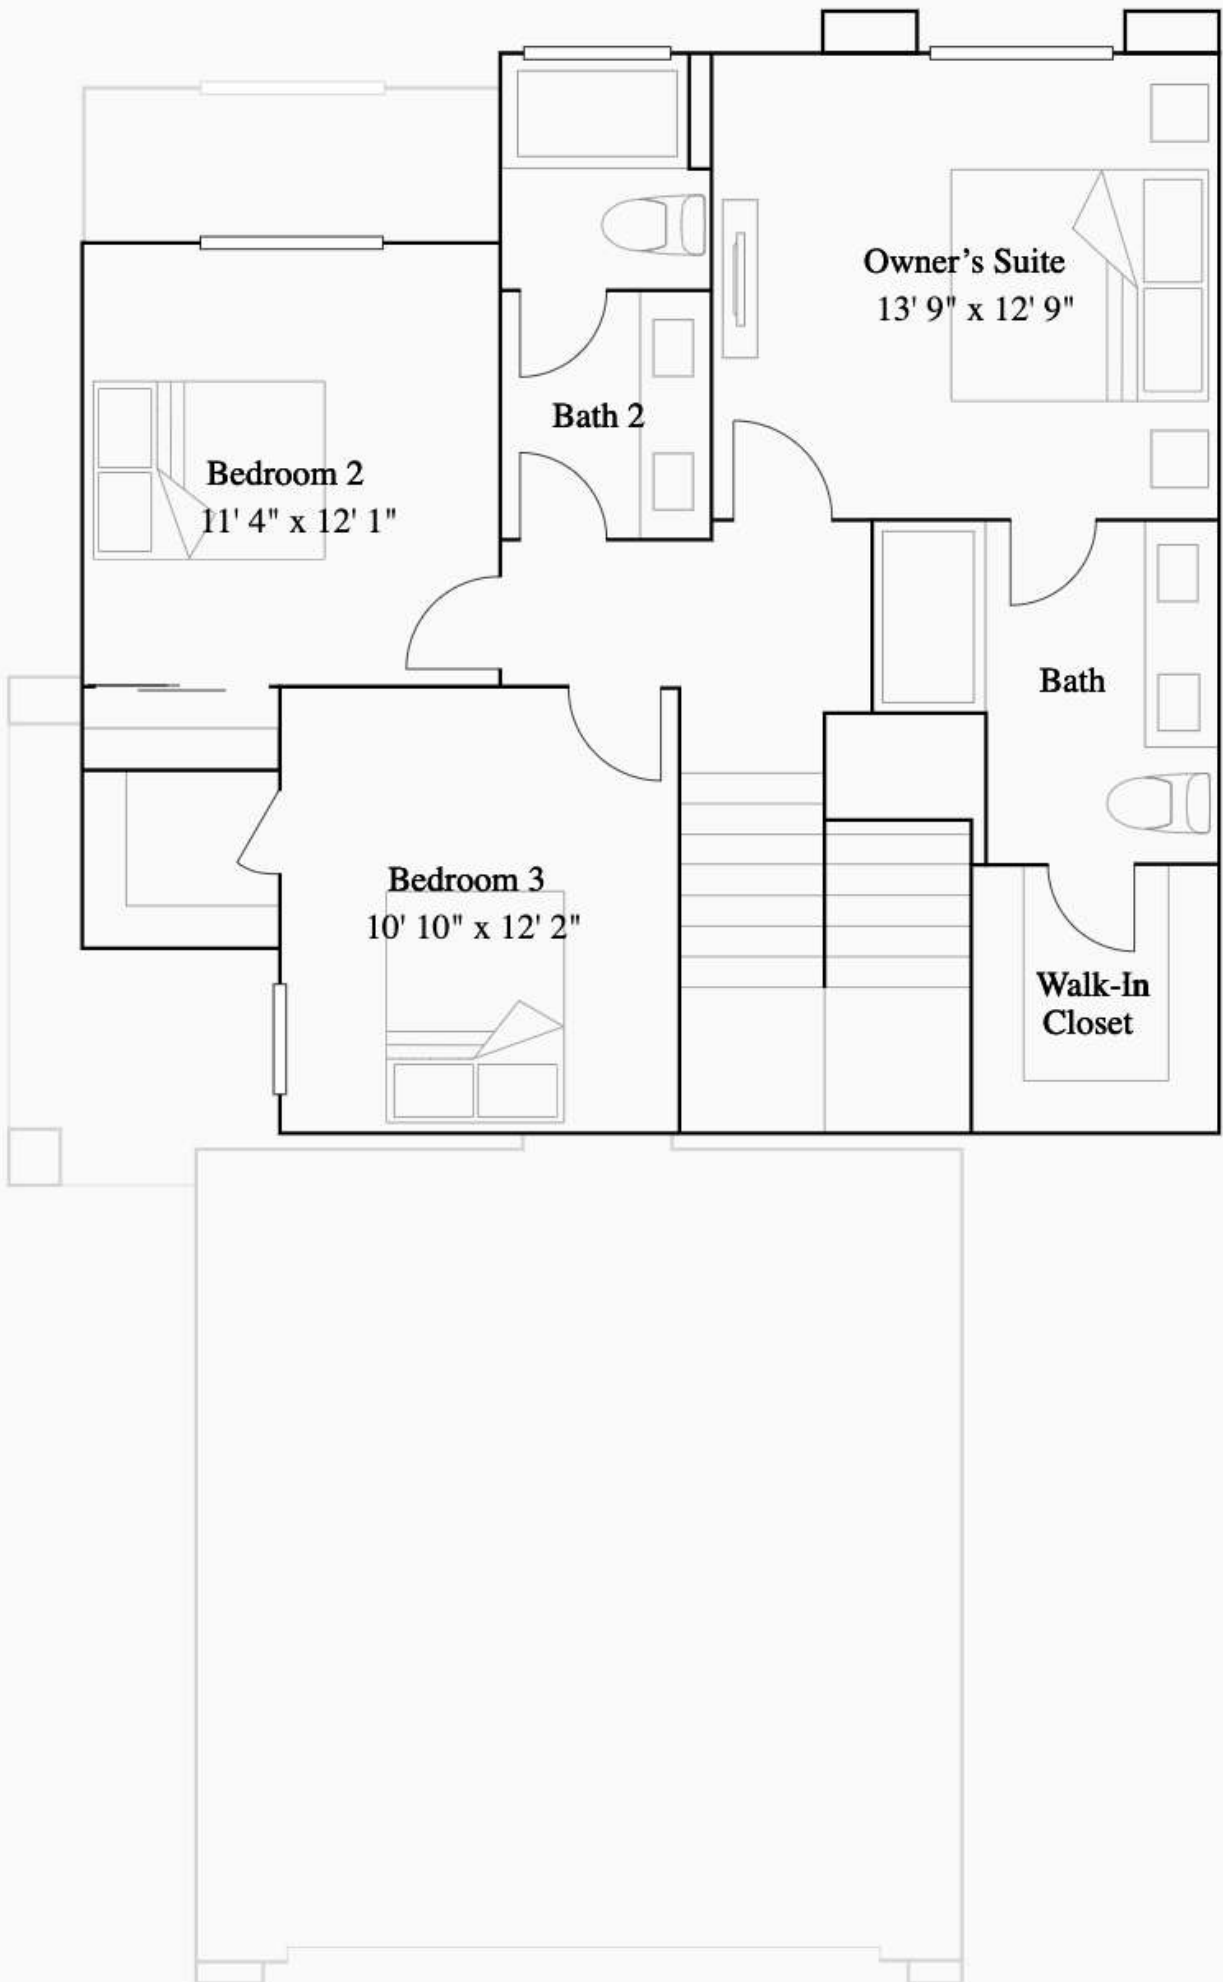 Owner’s Suite
13' 9" x 12' 9"
Bath 2
Bedroom 2
11' 4" x 12' 1"
Bath
Bedroom 3
10' 10" x 12' 2"
Walk-In
Closet